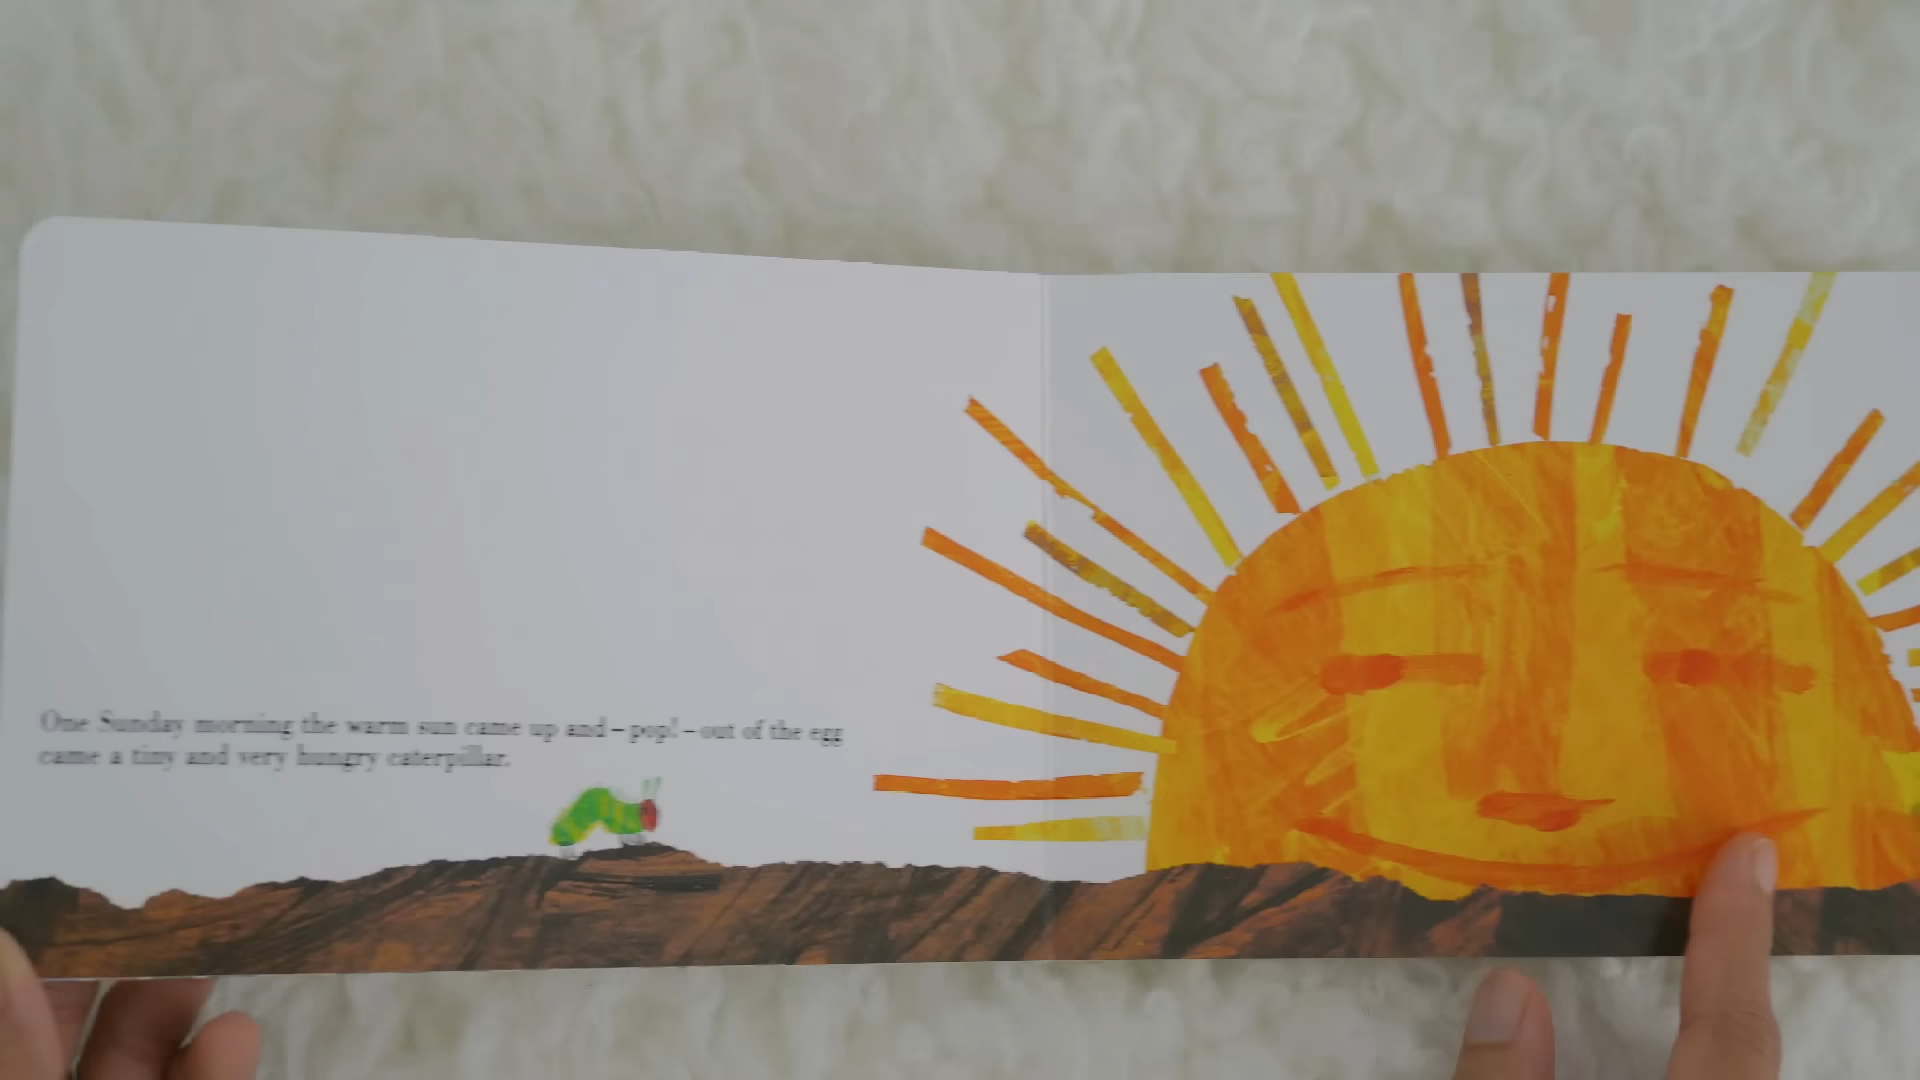 One Sunday morning the warm sun came up and – pop! – out of the egg
came a tiny and very hungry caterpillar.